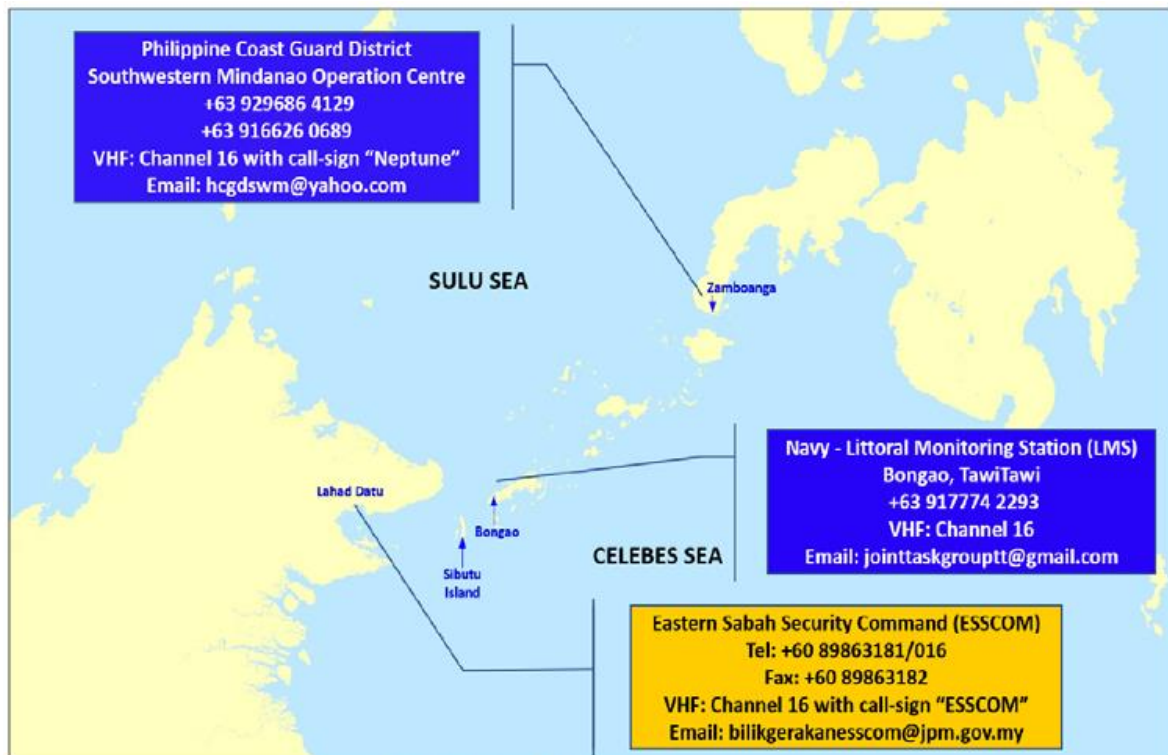 Philippine Coast Guard District
Southwestern Mindanao Operation Centre
+63 929686 4129
+63 916626 0689
VHF: Channel 16 with call-sign “Neptune”
Email: hcgdswm@yahoo.com
SULU SEA
Zamboanga
Navy - Littoral Monitoring Station (LMS)
Bongao, TawiTawi
+63 917774 2293
VHF: Channel 16
Email: jointtaskgrouptt@gmail.com
Lahad Datu
Bongao
CELEBES SEA
Sibutu
Island
Eastern Sabah Security Command (ESSCOM)
Tel: +60 89863181/016
Fax: +60 89863182
VHF: Channel 16 with call-sign “ESSCOM”
Email: bilikgerakanesscom@jpm.gov.my